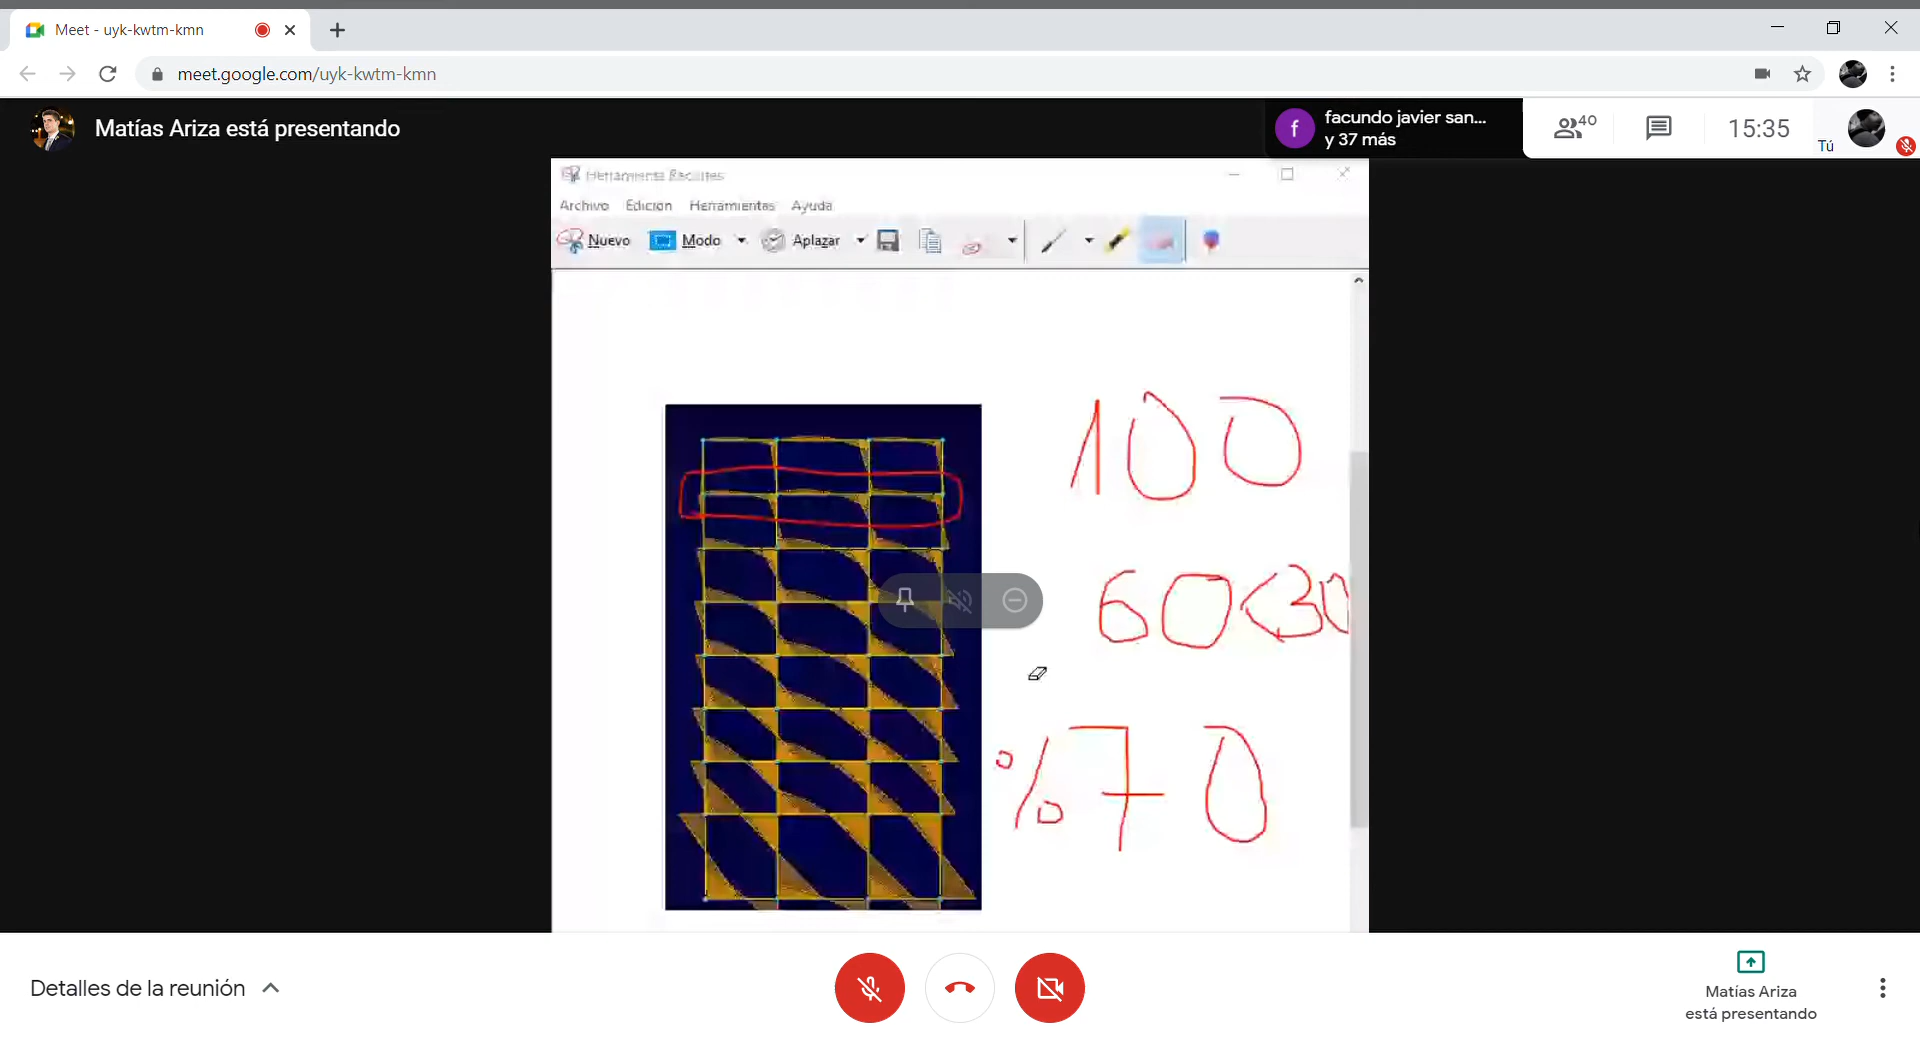 Meet - uyk-kwtm-kmn
meet.google.com/uyk-kwtm-kmn
Matías Ariza está presentando
f
facundo javier san...
y 37 más
40
15:35
Tú
Herramienta Recortes
Archivo Edición Herramientas Ayuda
Nuevo Modo Aplazar
100
60<30
%70
Detalles de la reunión
Matías Ariza
está presentando